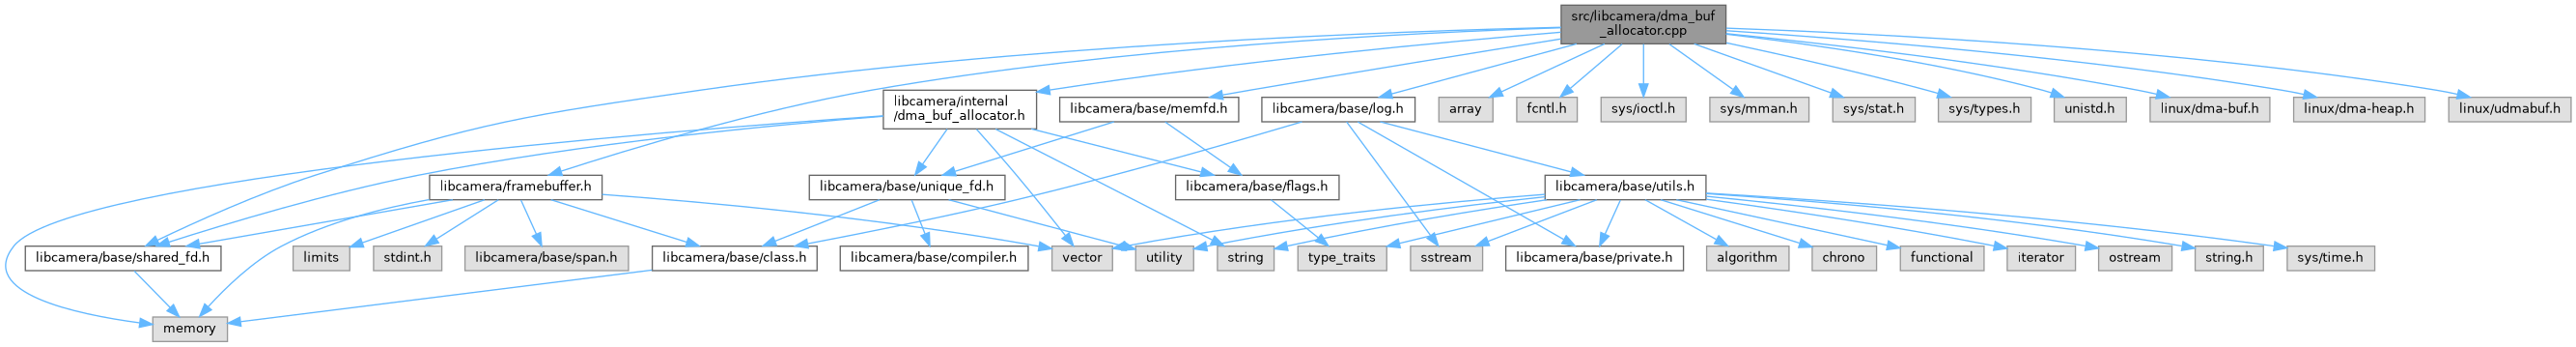 src/libcamera/dma_buf
_allocator.cpp
libcamera/internal
/dma_buf_allocator.h
libcamera/base/memfd.h
libcamera/base/log.h
array
fcntl.h
sys/ioctl.h
sys/mman.h
sys/stat.h
sys/types.h
unistd.h
linux/dma-buf.h
linux/dma-heap.h
linux/udmabuf.h
libcamera/framebuffer.h
libcamera/base/unique_fd.h
libcamera/base/flags.h
libcamera/base/utils.h
libcamera/base/shared_fd.h
limits
stdint.h
libcamera/base/span.h
libcamera/base/class.h
libcamera/base/compiler.h
vector
utility
string
type_traits
sstream
libcamera/base/private.h
algorithm
chrono
functional
iterator
ostream
string.h
sys/time.h
memory